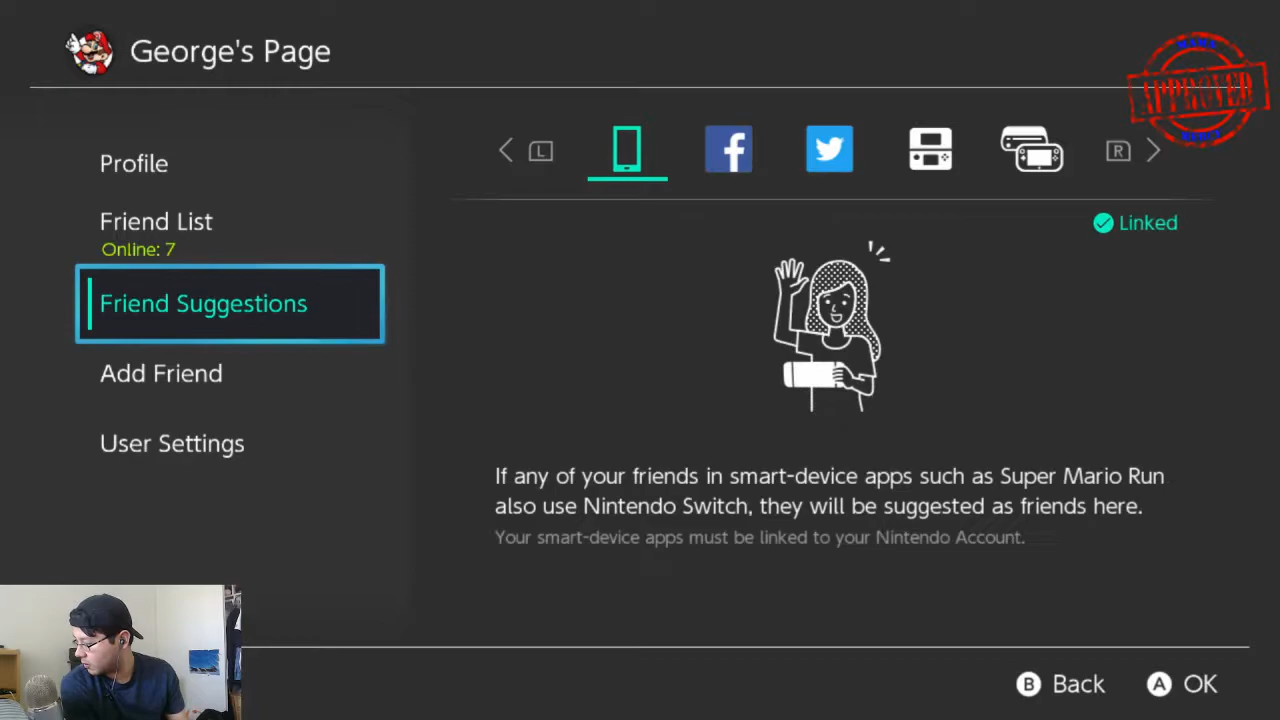 George's Page
APPROVED
Profile
Friend List
Online: 7
Friend Suggestions
Add Friend
User Settings
L
f
R
Linked
If any of your friends in smart-device apps such as Super Mario Run
also use Nintendo Switch, they will be suggested as friends here.
Your smart-device apps must be linked to your Nintendo Account.
B Back
A OK